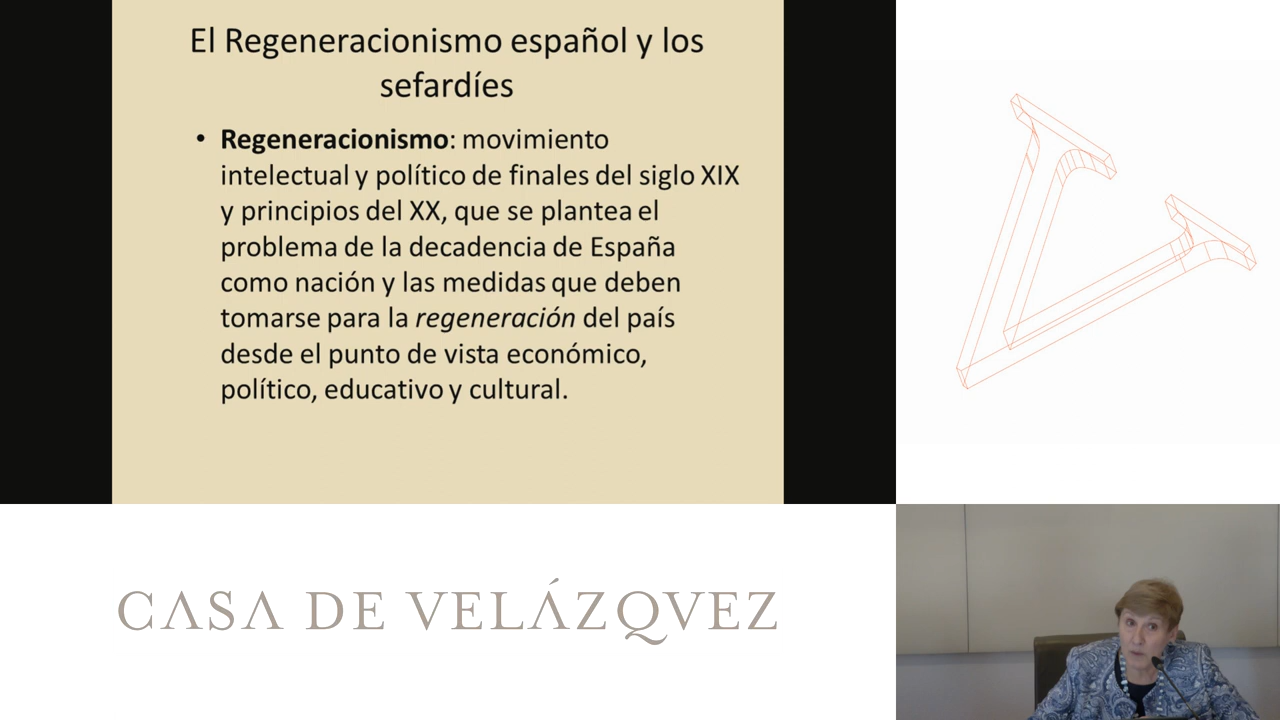 El Regeneracionismo español y los
sefardíes
• Regeneracionismo: movimiento
intelectual y político de finales del siglo XIX
y principios del XX, que se plantea el
problema de la decadencia de España
como nación y las medidas que deben
tomarse para la regeneración del país
desde el punto de vista económico,
político, educativo y cultural.
CASA DE VELÁZQVEZ